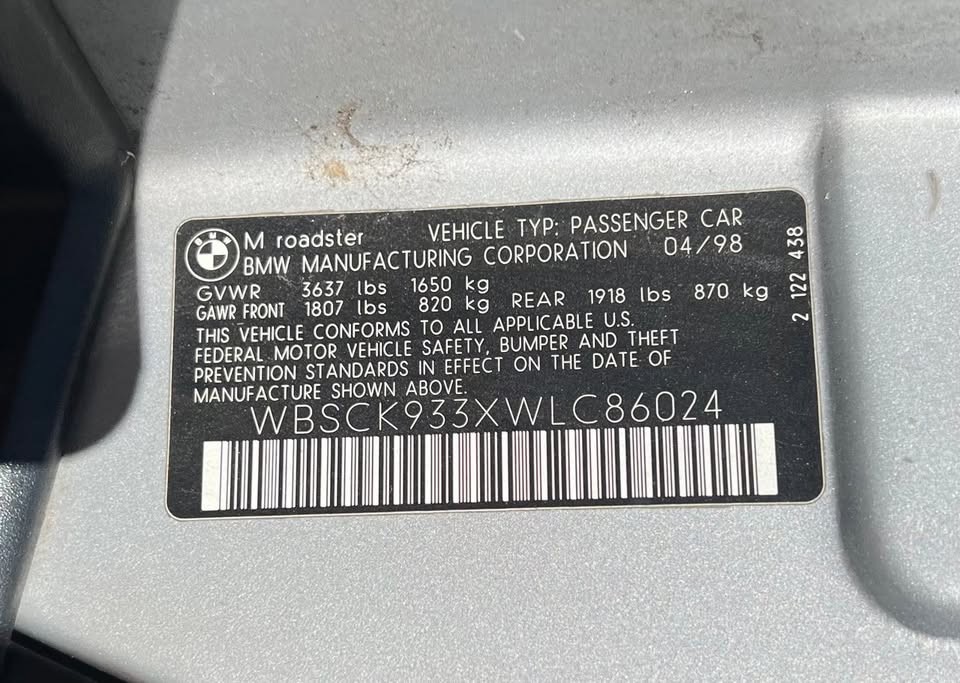 BMW
M roadster VEHICLE TYP: PASSENGER CAR
BMW MANUFACTURING CORPORATION 04/98
GVWR 3637 lbs 1650 kg
GAWR FRONT 1807 lbs 820 kg REAR 1918 lbs 870 kg
THIS VEHICLE CONFORMS TO ALL APPLICABLE U.S.
FEDERAL MOTOR VEHICLE SAFETY, BUMPER AND THEFT
PREVENTION STANDARDS IN EFFECT ON THE DATE OF
MANUFACTURE SHOWN ABOVE.
WBSCK933XWLC86024
2 122 438